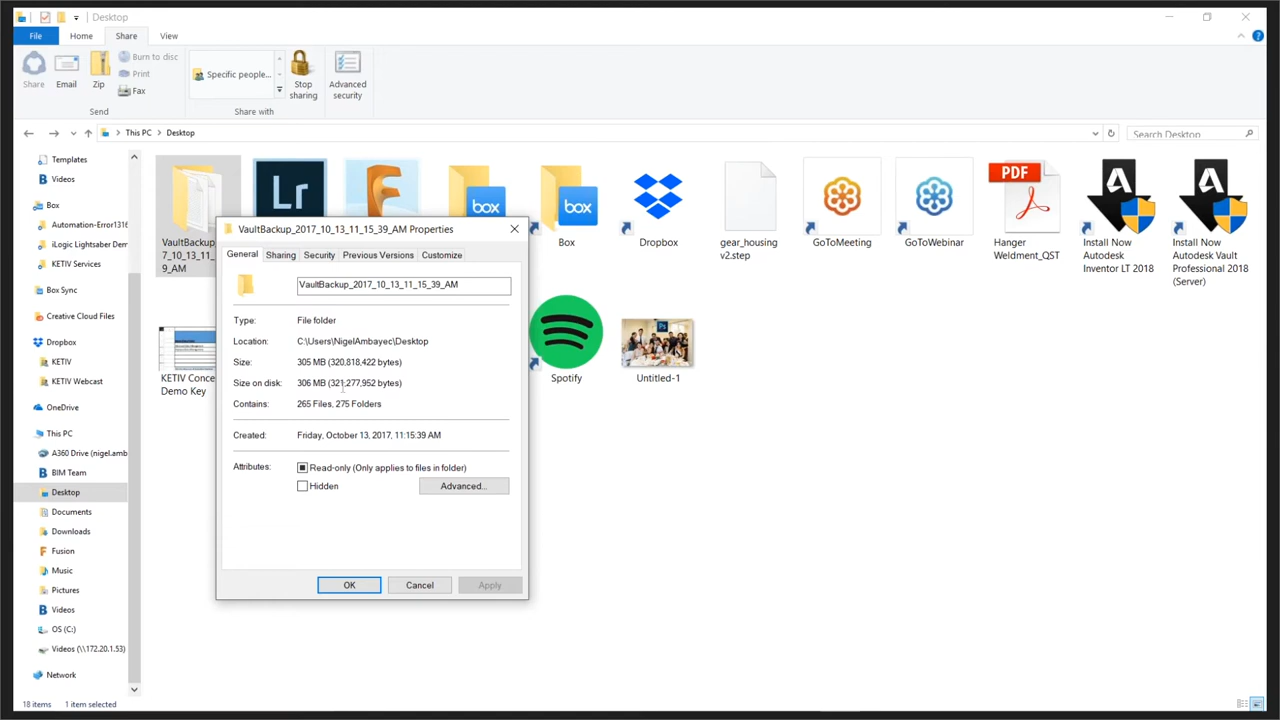 Desktop
File
Home
Share
View
Share
Email
Zip
Burn to disc
Print
Fax
Send
Specific people...
Stop
sharing
Advanced
security
Share with
This PC
Desktop
Search Desktop
Templates
Videos
Box
Automation-Error1316
iLogic Lightsaber Dem
KETIV Services
Box Sync
Creative Cloud Files
Dropbox
KETIV
KETIV Webcast
OneDrive
This PC
A360 Drive (nigel.amb
BIM Team
Desktop
Documents
Downloads
Fusion
Music
Pictures
Videos
OS (C:)
Videos (\\172.20.1.53)
Network
VaultBackup_
7_10_13_11_
9_AM
Lr
F
box
box
Box
Dropbox
gear_housing
v2.step
GoToMeeting
GoToWebinar
PDF
Hanger
Weldment_QST
A
Install Now
Autodesk
Inventor LT 2018
A
Install Now
Autodesk Vault
Professional 2018
(Server)
KETIV Conce
Demo Key
Spotify
Ps
Untitled-1
VaultBackup_2017_10_13_11_15_39_AM Properties
General
Sharing
Security
Previous Versions
Customize
VaultBackup_2017_10_13_11_15_39_AM
Type: File folder
Location: C:\Users\NigelAmbayec\Desktop
Size: 305 MB (320,818,422 bytes)
Size on disk: 306 MB (321,277,952 bytes)
Contains: 265 Files, 275 Folders
Created: Friday, October 13, 2017, 11:15:39 AM
Attributes: Read-only (Only applies to files in folder)
Hidden
Advanced...
OK
Cancel
Apply
18 items
1 item selected